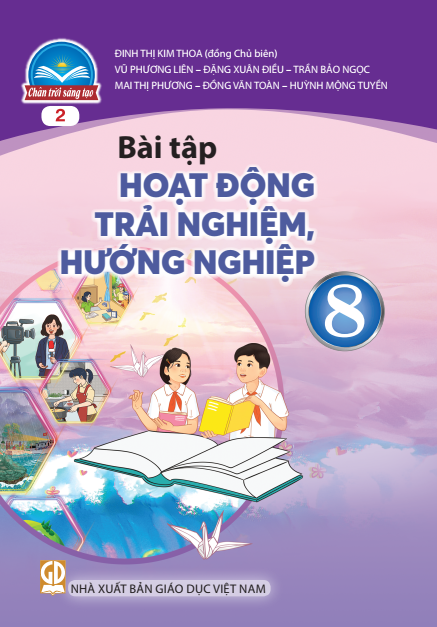 ĐINH THỊ KIM THOA (đồng Chủ biên)
VŨ PHƯƠNG LIÊN – ĐẶNG XUÂN ĐIỀU – TRẦN BẢO NGỌC
MAI THỊ PHƯƠNG – ĐỒNG VĂN TOÀN – HUỲNH MỘNG TUYỀN
Chân trời sáng tạo
2
Bài tập
HOẠT ĐỘNG
TRẢI NGHIỆM,
HƯỚNG NGHIỆP
8
GD
NHÀ XUẤT BẢN GIÁO DỤC VIỆT NAM